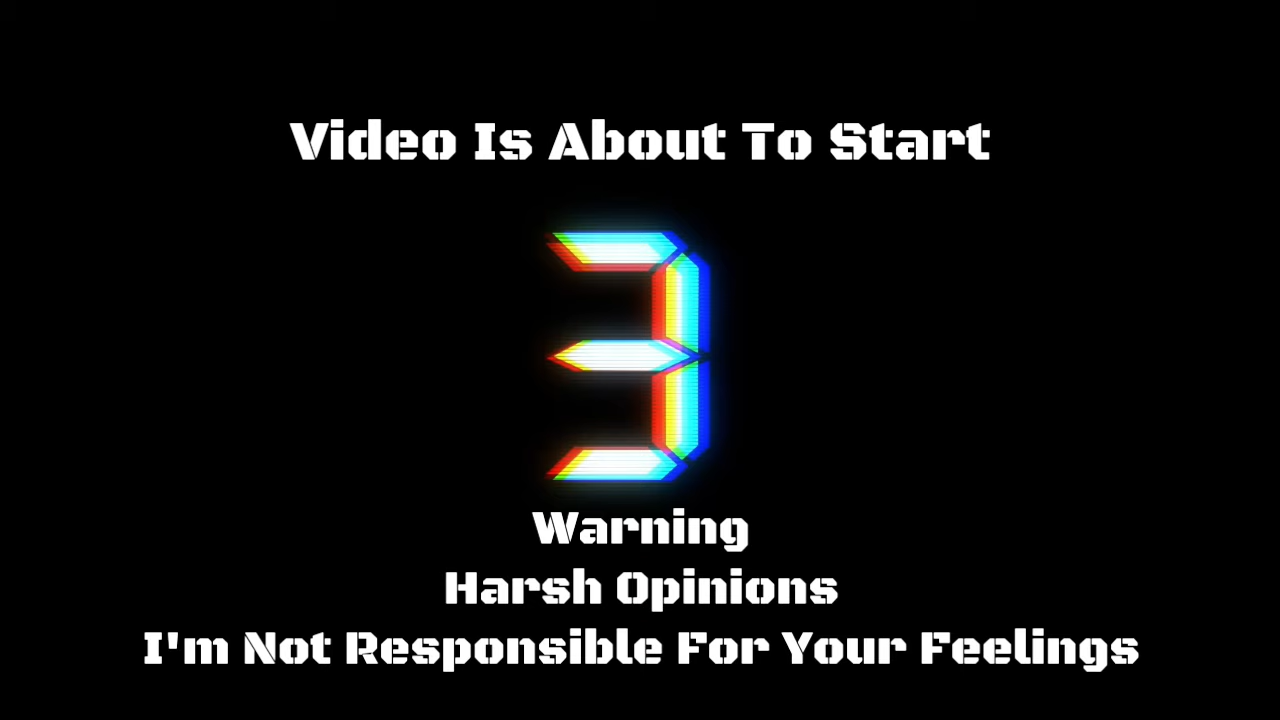 Video Is About To Start
3
Warning
Harsh Opinions
I'm Not Responsible For Your Feelings